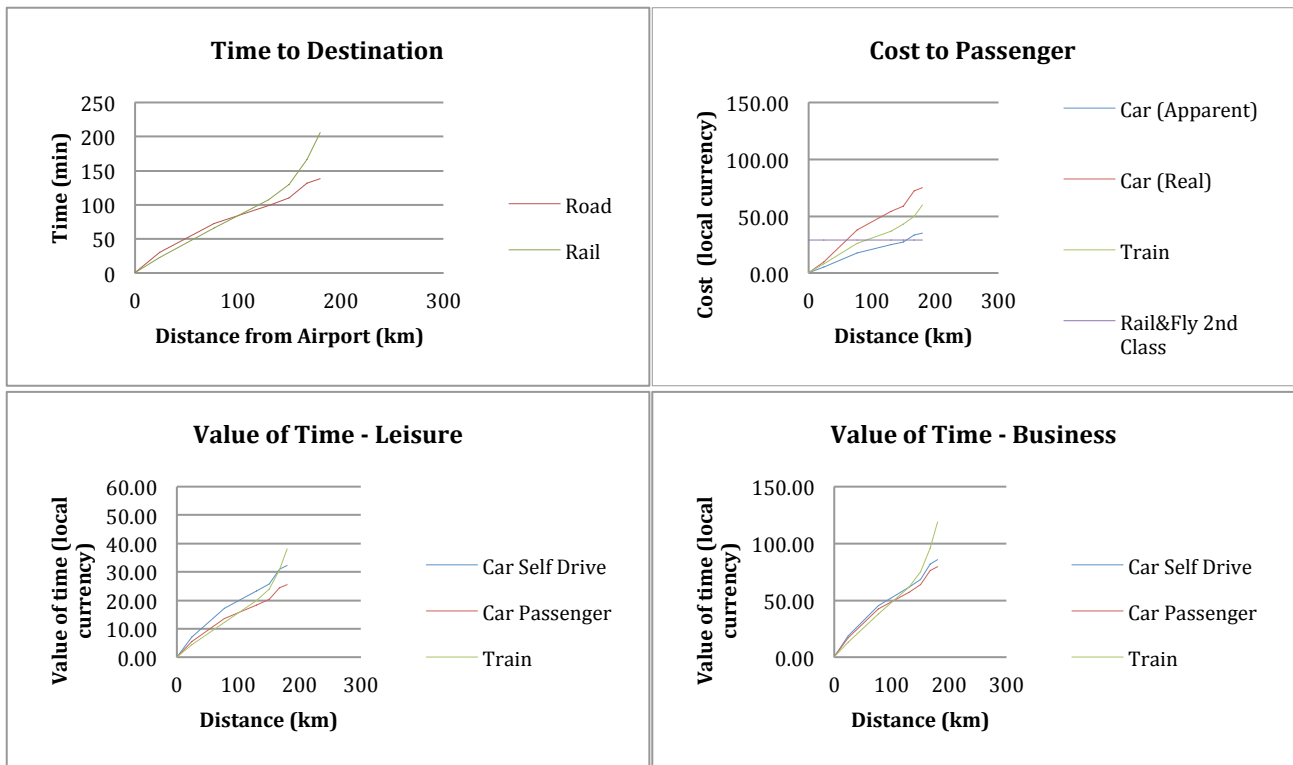 Time to Destination
Time (min)
250
200
150
100
50
0
0 100 200 300
Distance from Airport (km)
Road
Rail
Cost to Passenger
Cost (local currency)
150.00
100.00
50.00
0.00
0 100 200 300
Distance (km)
Car (Apparent)
Car (Real)
Train
Rail&Fly 2nd
Class
Value of Time - Leisure
Value of time (local
currency)
60.00
50.00
40.00
30.00
20.00
10.00
0.00
0 100 200 300
Distance (km)
Car Self Drive
Car Passenger
Train
Value of Time - Business
Value of time (local
currency)
150.00
100.00
50.00
0.00
0 100 200 300
Distance (km)
Car Self Drive
Car Passenger
Train